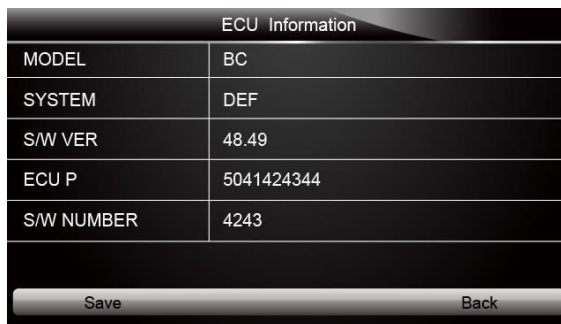 ECU Information
MODEL BC
SYSTEM DEF
S/W VER 48.49
ECU P 5041424344
S/W NUMBER 4243
Save Back